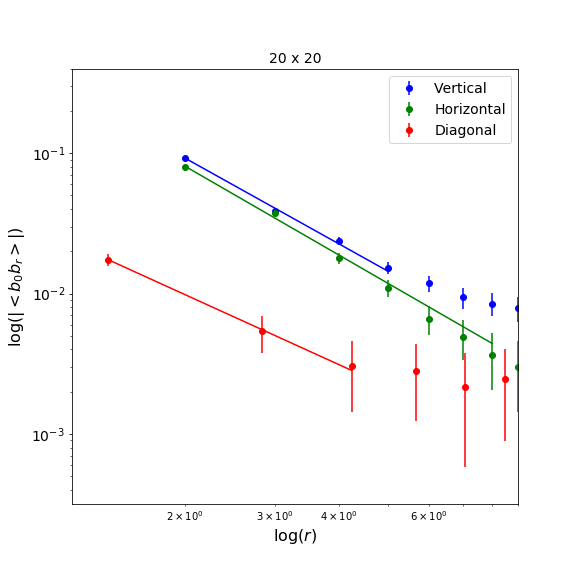 20 x 20
Vertical
Horizontal
Diagonal
10⁻¹
10⁻²
10⁻³
log(| < b₀bᵣ > |)
2 × 10⁰
3 × 10⁰
4 × 10⁰
6 × 10⁰
log(r)